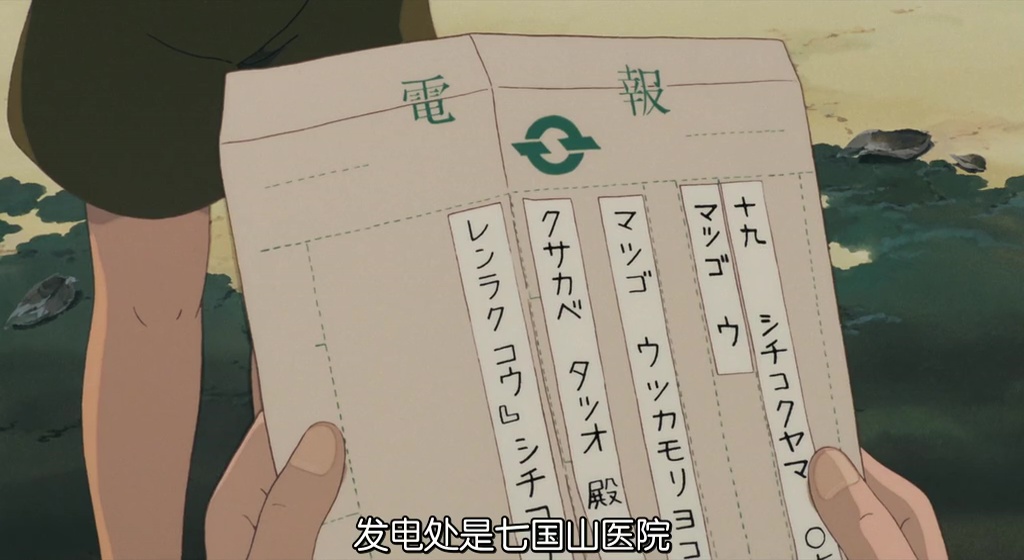 電報
十九 シチコクヤマ
マツゴ ウ
マツゴ ウツカモリヨコ
クサカベ タツオ 殿
レンラクコウ』シチコ
发电处是七国山医院